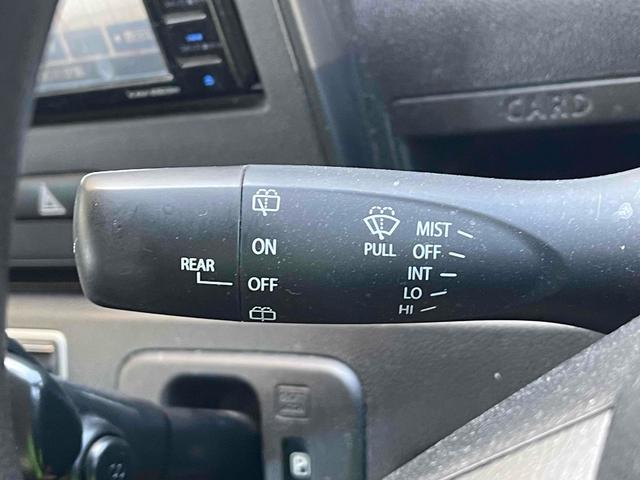 CARD
MIST
ON
PULL
OFF
REAR
INT
OFF
LO
HI